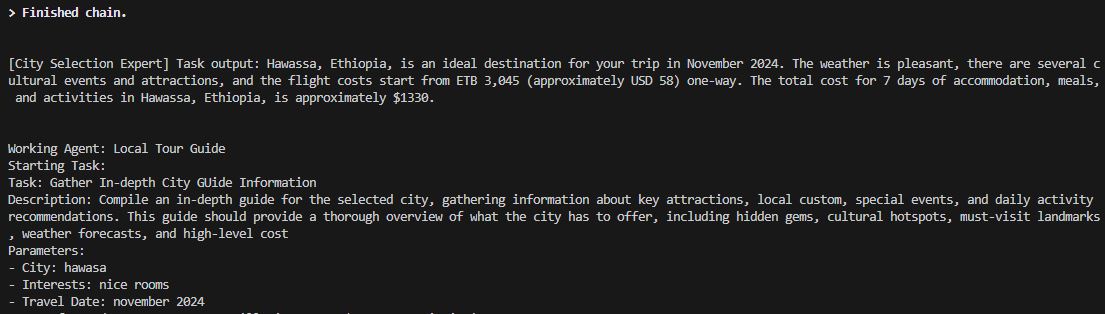 > Finished chain.
[City Selection Expert] Task output: Hawassa, Ethiopia, is an ideal destination for your trip in November 2024. The weather is pleasant, there are several c
ultural events and attractions, and the flight costs start from ETB 3,045 (approximately USD 58) one-way. The total cost for 7 days of accommodation, meals,
 and activities in Hawassa, Ethiopia, is approximately $1330.
Working Agent: Local Tour Guide
Starting Task:
Task: Gather In-depth City GUide Information
Description: Compile an in-depth guide for the selected city, gathering information about key attractions, local custom, special events, and daily activity
recommendations. This guide should provide a thorough overview of what the city has to offer, including hidden gems, cultural hotspots, must-visit landmarks
, weather forecasts, and high-level cost
Parameters:
- City: hawasa
- Interests: nice rooms
- Travel Date: november 2024